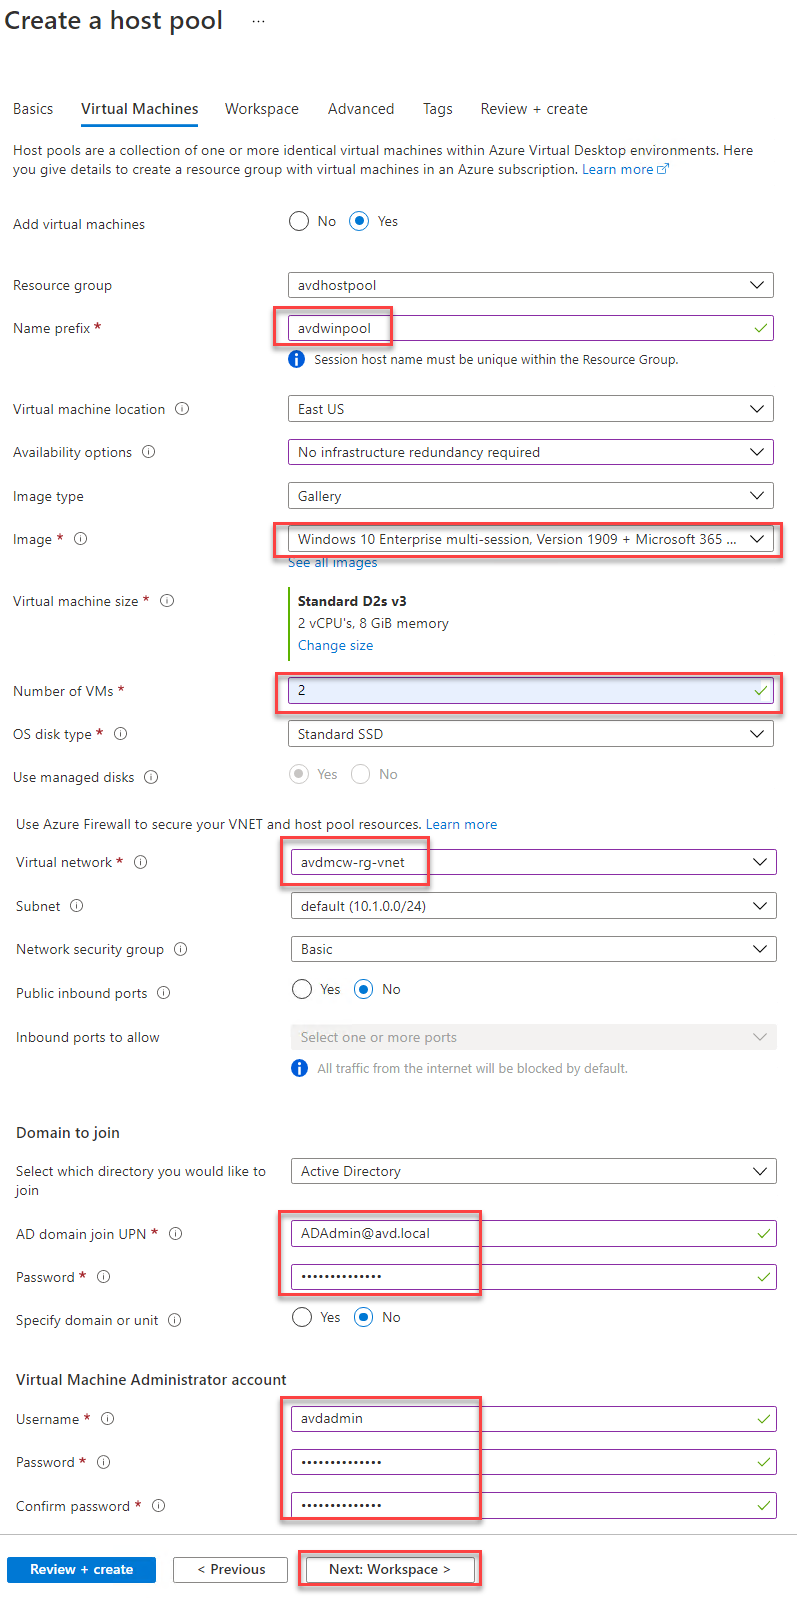 Create a host pool ...
Basics Virtual Machines Workspace Advanced Tags Review + create
Host pools are a collection of one or more identical virtual machines within Azure Virtual Desktop environments. Here
you give details to create a resource group with virtual machines in an Azure subscription. Learn more
Add virtual machines No Yes
Resource group avdhostpool
Name prefix * avdwinpool
Session host name must be unique within the Resource Group.
Virtual machine location East US
Availability options No infrastructure redundancy required
Image type Gallery
Image * Windows 10 Enterprise multi-session, Version 1909 + Microsoft 365 ...
See all images
Virtual machine size * Standard D2s v3
2 vCPU's, 8 GiB memory
Change size
Number of VMs * 2
OS disk type * Standard SSD
Use managed disks Yes No
Use Azure Firewall to secure your VNET and host pool resources. Learn more
Virtual network * avdmcw-rg-vnet
Subnet default (10.1.0.0/24)
Network security group Basic
Public inbound ports Yes No
Inbound ports to allow Select one or more ports
All traffic from the internet will be blocked by default.
Domain to join
Select which directory you would like to Active Directory
join
AD domain join UPN * ADAdmin@avd.local
Password * ••••••••••••••
Specify domain or unit Yes No
Virtual Machine Administrator account
Username * avdadmin
Password * ••••••••••••••
Confirm password * ••••••••••••••
Review + create < Previous Next: Workspace >